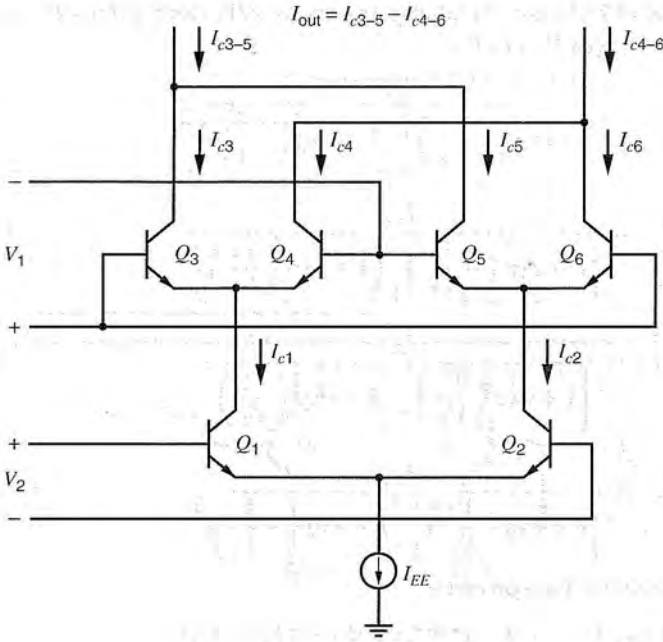 I_out = I_c3–5 − I_c4–6
I_c3–5
I_c4–6
I_c3
I_c4
I_c5
I_c6
−
V_1
Q_3
Q_4
Q_5
Q_6
+
I_c1
I_c2
+
Q_1
Q_2
V_2
−
I_EE